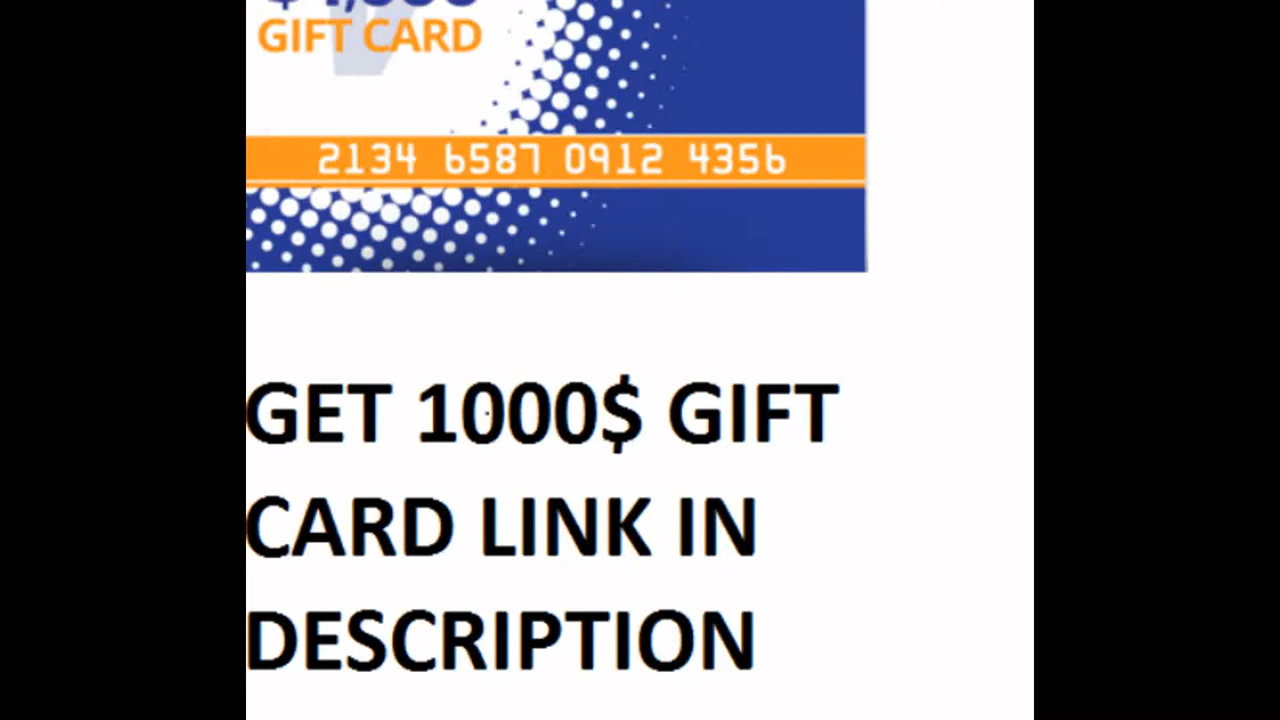 GIFT CARD
2134 6587 0912 4356
GET 1000$ GIFT
CARD LINK IN
DESCRIPTION